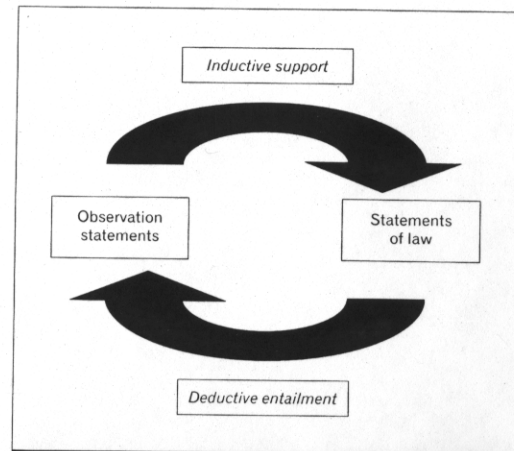 Inductive support
Observation
statements
Statements
of law
Deductive entailment